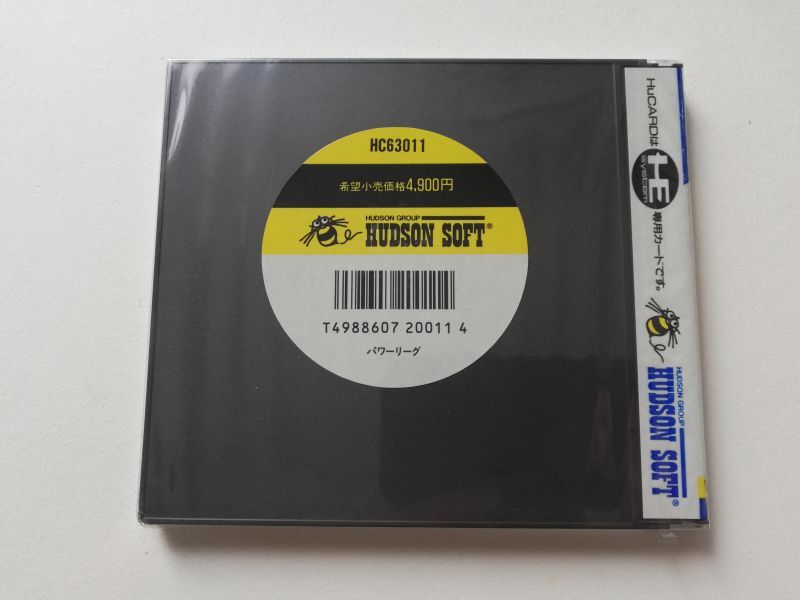 HC63011
希望小売価格4,900円
HUDSON GROUP
HUDSON SOFT®
T4988607 20011 4
パワーリーグ
HuCARDは
HE
system
専用カードです。
HUDSON GROUP
HUDSON SOFT®